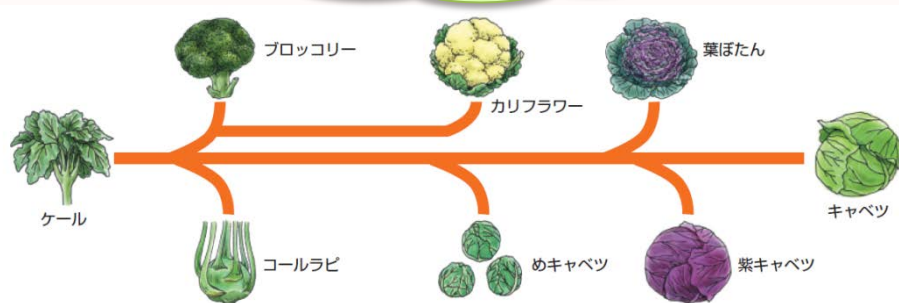 ブロッコリー
カリフラワー
葉ぼたん
ケール
キャベツ
コールラビ
めキャベツ
紫キャベツ